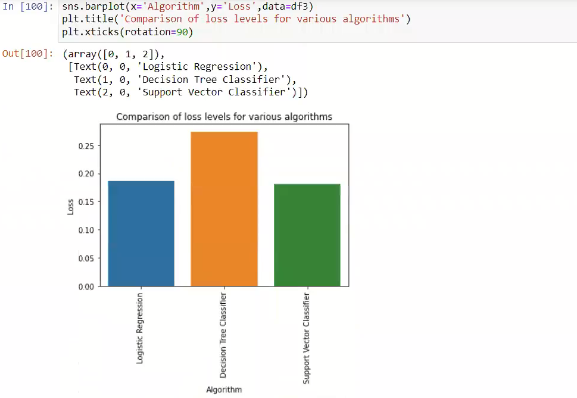 In [100]: sns.barplot(x='Algorithm',y='Loss',data=df3)
plt.title('Comparison of loss levels for various algorithms')
plt.xticks(rotation=90)
Out[100]: (array([0, 1, 2]),
[Text(0, 0, 'Logistic Regression'),
Text(1, 0, 'Decision Tree Classifier'),
Text(2, 0, 'Support Vector Classifier')])
Comparison of loss levels for various algorithms
0.25
0.20
0.15
0.10
0.05
0.00
Loss
Logistic Regression
Decision Tree Classifier
Support Vector Classifier
Algorithm